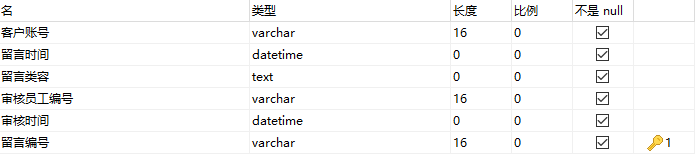 名 类型 长度 比例 不是 null
客户账号 varchar 16 0
留言时间 datetime 0 0
留言类容 text 0 0
审核员工编号 varchar 16 0
审核时间 datetime 0 0
留言编号 varchar 16 0 1